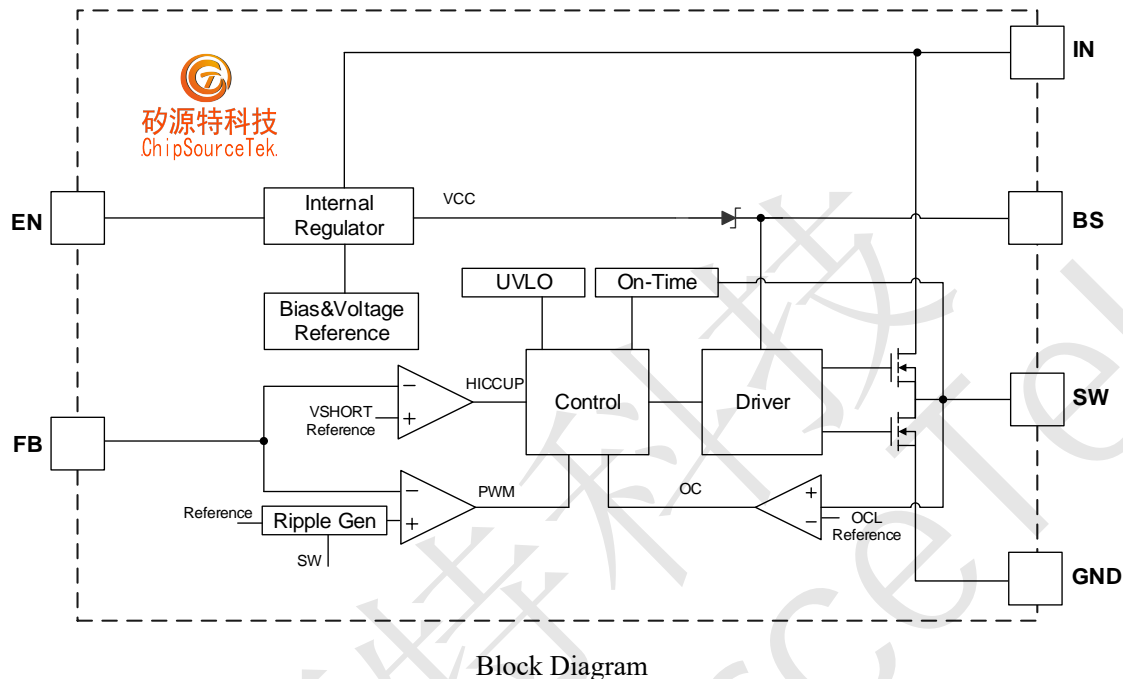 IN
矽源特科技
ChipSourceTek.
EN
Internal
Regulator
VCC
BS
UVLO
On-Time
Bias&Voltage
Reference
HICCUP
VSHORT
Reference
Control
Driver
SW
FB
PWM
OC
OCL
Reference
Reference
Ripple Gen
SW
GND
Block Diagram